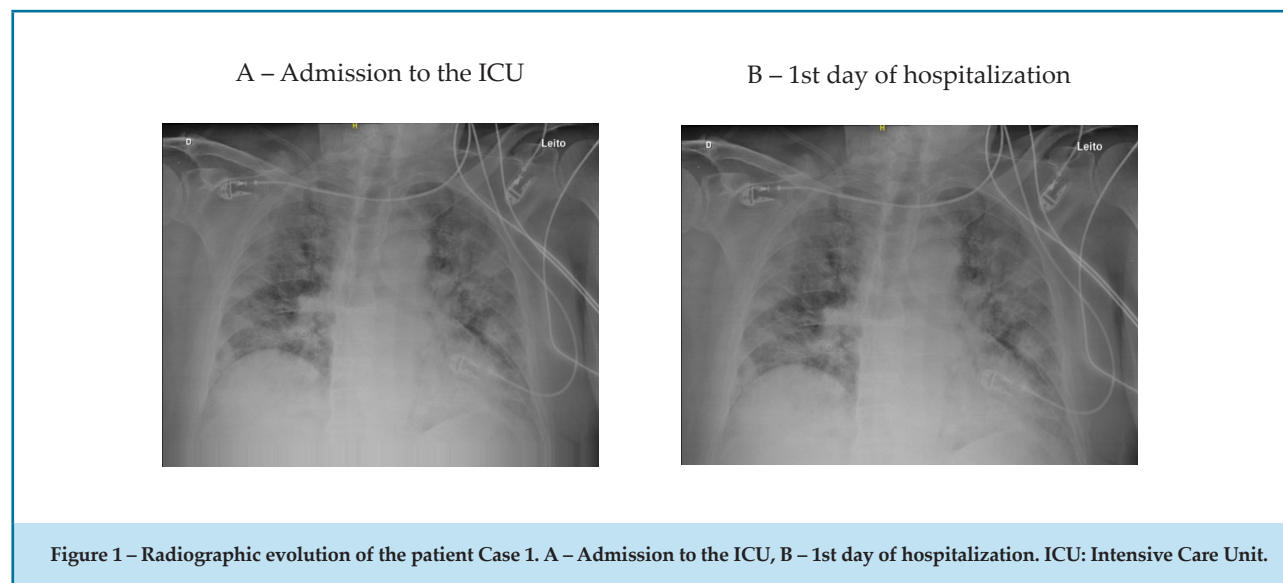 A – Admission to the ICU
B – 1st day of hospitalization
D
H
Leito
D
H
Leito
Figure 1 – Radiographic evolution of the patient Case 1. A – Admission to the ICU, B – 1st day of hospitalization. ICU: Intensive Care Unit.